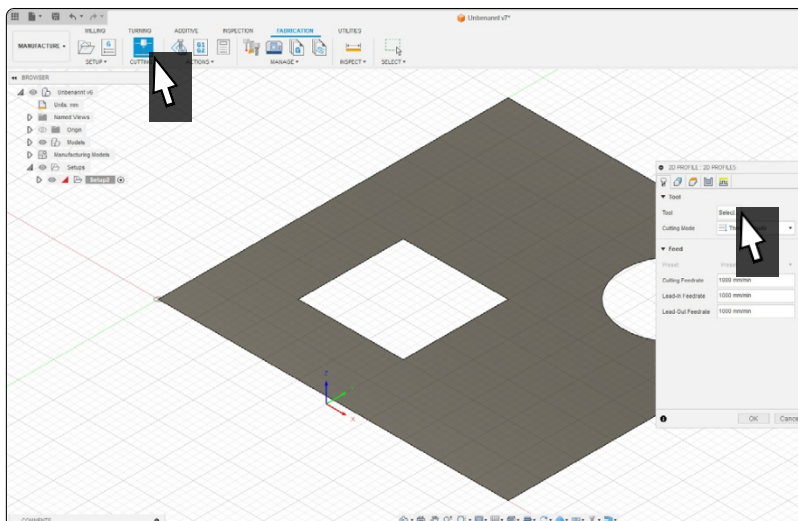 Unbenannt v7*
MILLING TURNING ADDITIVE INSPECTION FABRICATION UTILITIES
MANUFACTURE
SETUP CUTTING ACTIONS MANAGE INSPECT SELECT
G1
G2
BROWSER
Unbenannt v6
Units: mm
Named Views
Origin
Models
Manufacturing Models
Setups
Setup2
2D PROFILE : 2D PROFILE5
Tool
Tool Select
Cutting Mode
Feed
Preset
Cutting Feedrate 1000 mm/min
Lead-In Feedrate 1000 mm/min
Lead-Out Feedrate 1000 mm/min
OK Cance
Z
X
COMMENTS